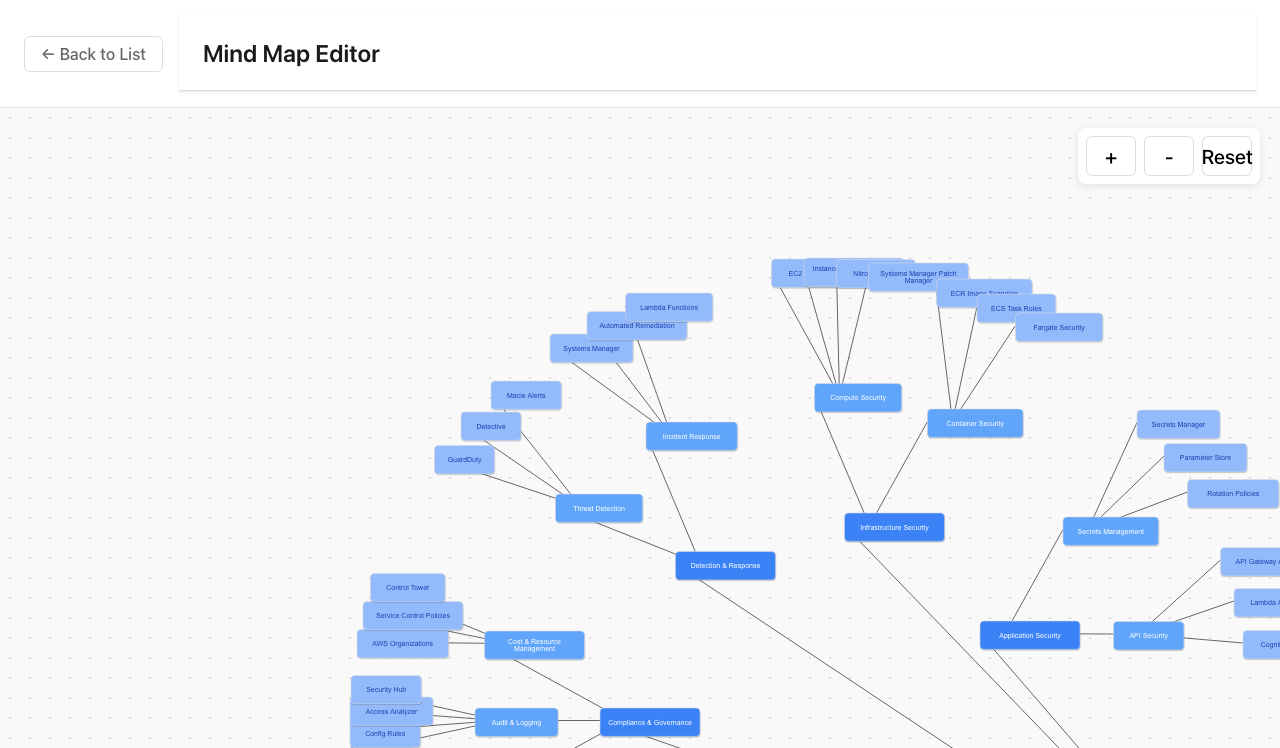 ← Back to List
Mind Map Editor
+
-
Reset
EC2
Instanc
Nitro
Systems Manager Patch
Manager
ECR Image Scanning
ECS Task Roles
Fargate Security
Lambda Functions
Automated Remediation
Systems Manager
Macie Alerts
Detective
GuardDuty
Compute Security
Container Security
Incident Response
Secrets Manager
Parameter Store
Rotation Policies
Threat Detection
Infrastructure Security
Secrets Management
Detection & Response
API Gateway A
Control Tower
Lambda A
Service Control Policies
AWS Organizations
Cost & Resource
Management
Application Security
API Security
Cognit
Security Hub
Access Analyzer
Config Rules
Audit & Logging
Compliance & Governance